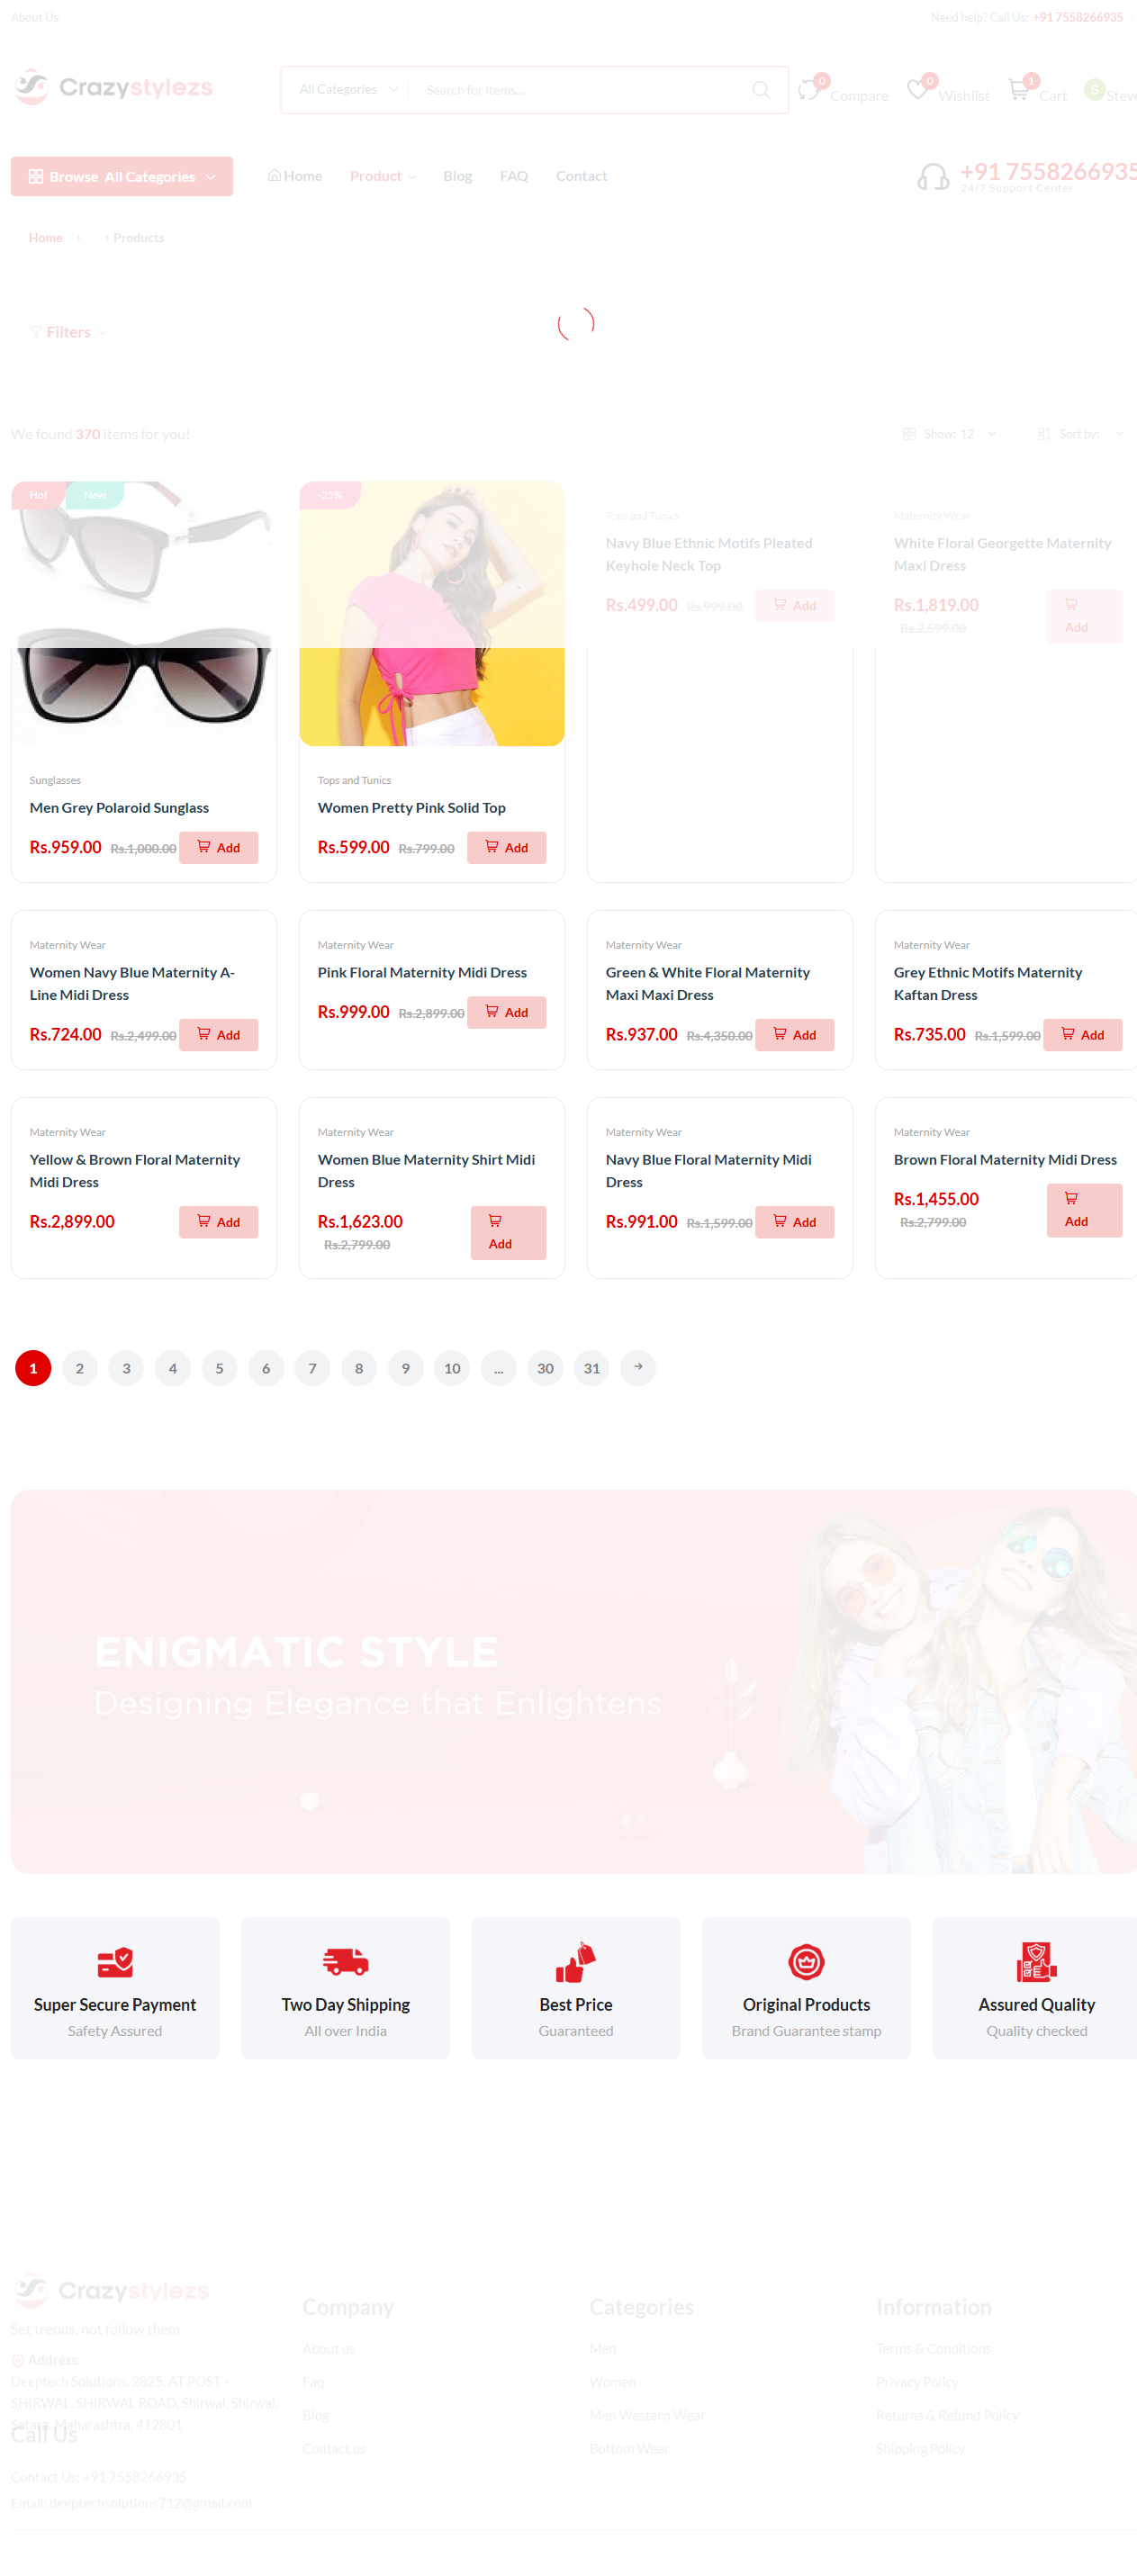 About Us
Need help? Call Us: +91 7558266935
Crazystylezs
All Categories
Search for items...
0
Compare
0
Wishlist
1
Cart
S
Steve
Browse All Categories
Home
Product
Blog
FAQ
Contact
+91 7558266935
24/7 Support Center
Home
Products
Filters
We found 370 items for you!
Show: 12
Sort by:
Hot
New
Sunglasses
Men Grey Polaroid Sunglass
Rs.959.00 Rs.1,000.00
Add
-25%
Tops and Tunics
Women Pretty Pink Solid Top
Rs.599.00 Rs.799.00
Add
Tops and Tunics
Navy Blue Ethnic Motifs Pleated
Keyhole Neck Top
Rs.499.00 Rs.999.00
Add
Maternity Wear
White Floral Georgette Maternity
Maxi Dress
Rs.1,819.00
Rs.2,599.00
Add
Maternity Wear
Women Navy Blue Maternity A-
Line Midi Dress
Rs.724.00 Rs.2,499.00
Add
Maternity Wear
Pink Floral Maternity Midi Dress
Rs.999.00 Rs.2,899.00
Add
Maternity Wear
Green & White Floral Maternity
Maxi Maxi Dress
Rs.937.00 Rs.4,350.00
Add
Maternity Wear
Grey Ethnic Motifs Maternity
Kaftan Dress
Rs.735.00 Rs.1,599.00
Add
Maternity Wear
Yellow & Brown Floral Maternity
Midi Dress
Rs.2,899.00
Add
Maternity Wear
Women Blue Maternity Shirt Midi
Dress
Rs.1,623.00
Rs.2,799.00
Add
Maternity Wear
Navy Blue Floral Maternity Midi
Dress
Rs.991.00 Rs.1,599.00
Add
Maternity Wear
Brown Floral Maternity Midi Dress
Rs.1,455.00
Rs.2,799.00
Add
1 2 3 4 5 6 7 8 9 10 ... 30 31
ENIGMATIC STYLE
Designing Elegance that Enlightens
Super Secure Payment
Safety Assured
Two Day Shipping
All over India
Best Price
Guaranteed
Original Products
Brand Guarantee stamp
Assured Quality
Quality checked
Crazystylezs
Set trends, not follow them
Address:
Deeptech Solutions, 2825, AT POST -
SHIRWAL, SHIRWAL ROAD, Shirwal, Shirwal,
Satara, Maharashtra, 412801
Call Us
Contact Us: +91 7558266935
Email: deeptechsolutions712@gmail.com
Company
About us
Faq
Blog
Contact us
Categories
Men
Women
Men Western Wear
Bottom Wear
Information
Terms & Conditions
Privacy Policy
Returns & Refund Policy
Shipping Policy